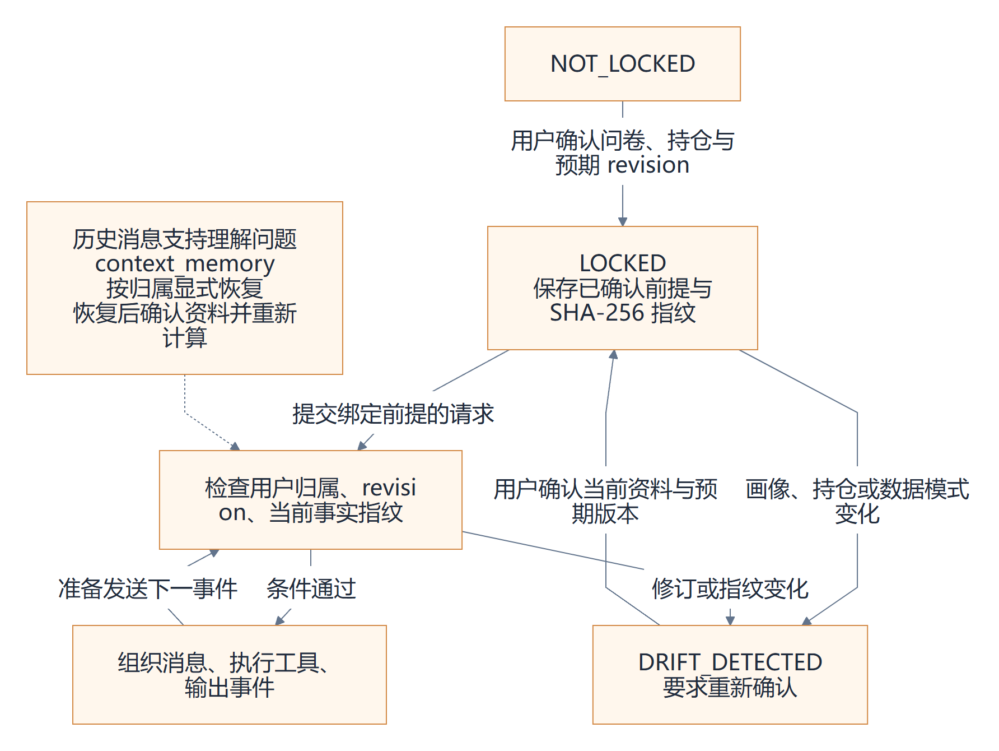 NOT_LOCKED
用户确认问卷、持仓与
预期 revision
历史消息支持理解问题
context_memory
按归属显式恢复
恢复后确认资料并重新
计算
LOCKED
保存已确认前提与
SHA-256 指纹
提交绑定前提的请求
检查用户归属、revisi
on、当前事实指纹
用户确认当前资料与预
期版本
画像、持仓或数据模式
变化
准备发送下一事件
条件通过
修订或指纹变化
组织消息、执行工具、
输出事件
DRIFT_DETECTED
要求重新确认